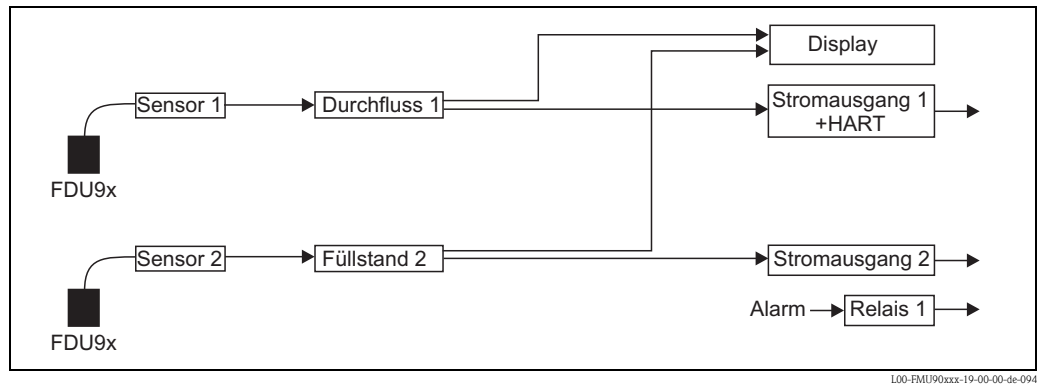 Display
Sensor 1
Durchfluss 1
Stromausgang 1
+HART
FDU9x
Sensor 2
Füllstand 2
Stromausgang 2
Alarm
Relais 1
FDU9x
L00-FMU90xxx-19-00-00-de-094